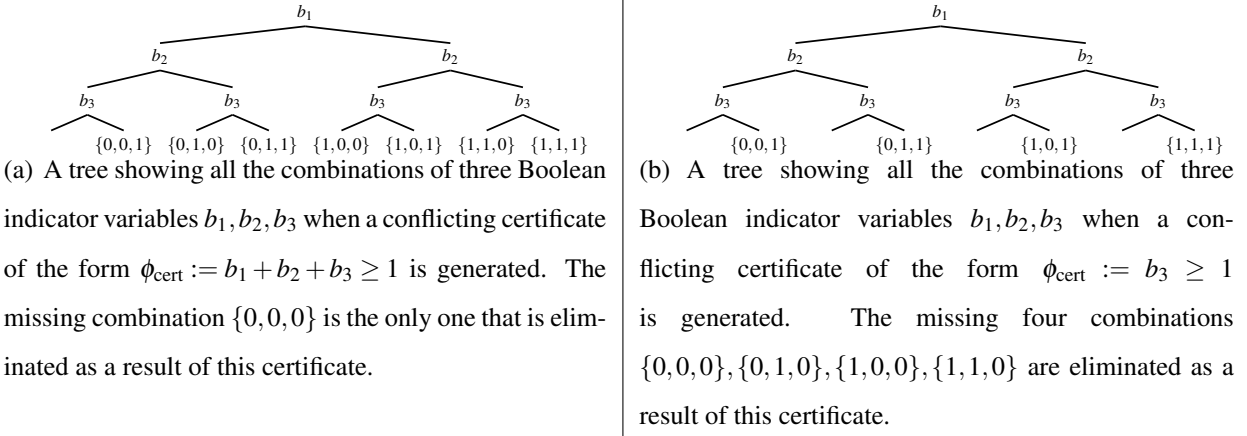 b₁
b₂ b₂
b₃ b₃ b₃ b₃
{0,0,1} {0,1,0} {0,1,1} {1,0,0} {1,0,1} {1,1,0} {1,1,1}
(a) A tree showing all the combinations of three Boolean
indicator variables b₁,b₂,b₃ when a conflicting certificate
of the form ϕcert := b₁ + b₂ + b₃ ≥ 1 is generated. The
missing combination {0,0,0} is the only one that is elim-
inated as a result of this certificate.
b₁
b₂ b₂
b₃ b₃ b₃ b₃
{0,0,1} {0,1,1} {1,0,1} {1,1,1}
(b) A tree showing all the combinations of three
Boolean indicator variables b₁,b₂,b₃ when a con-
flicting certificate of the form ϕcert := b₃ ≥ 1
is generated. The missing four combinations
{0,0,0},{0,1,0},{1,0,0},{1,1,0} are eliminated as a
result of this certificate.